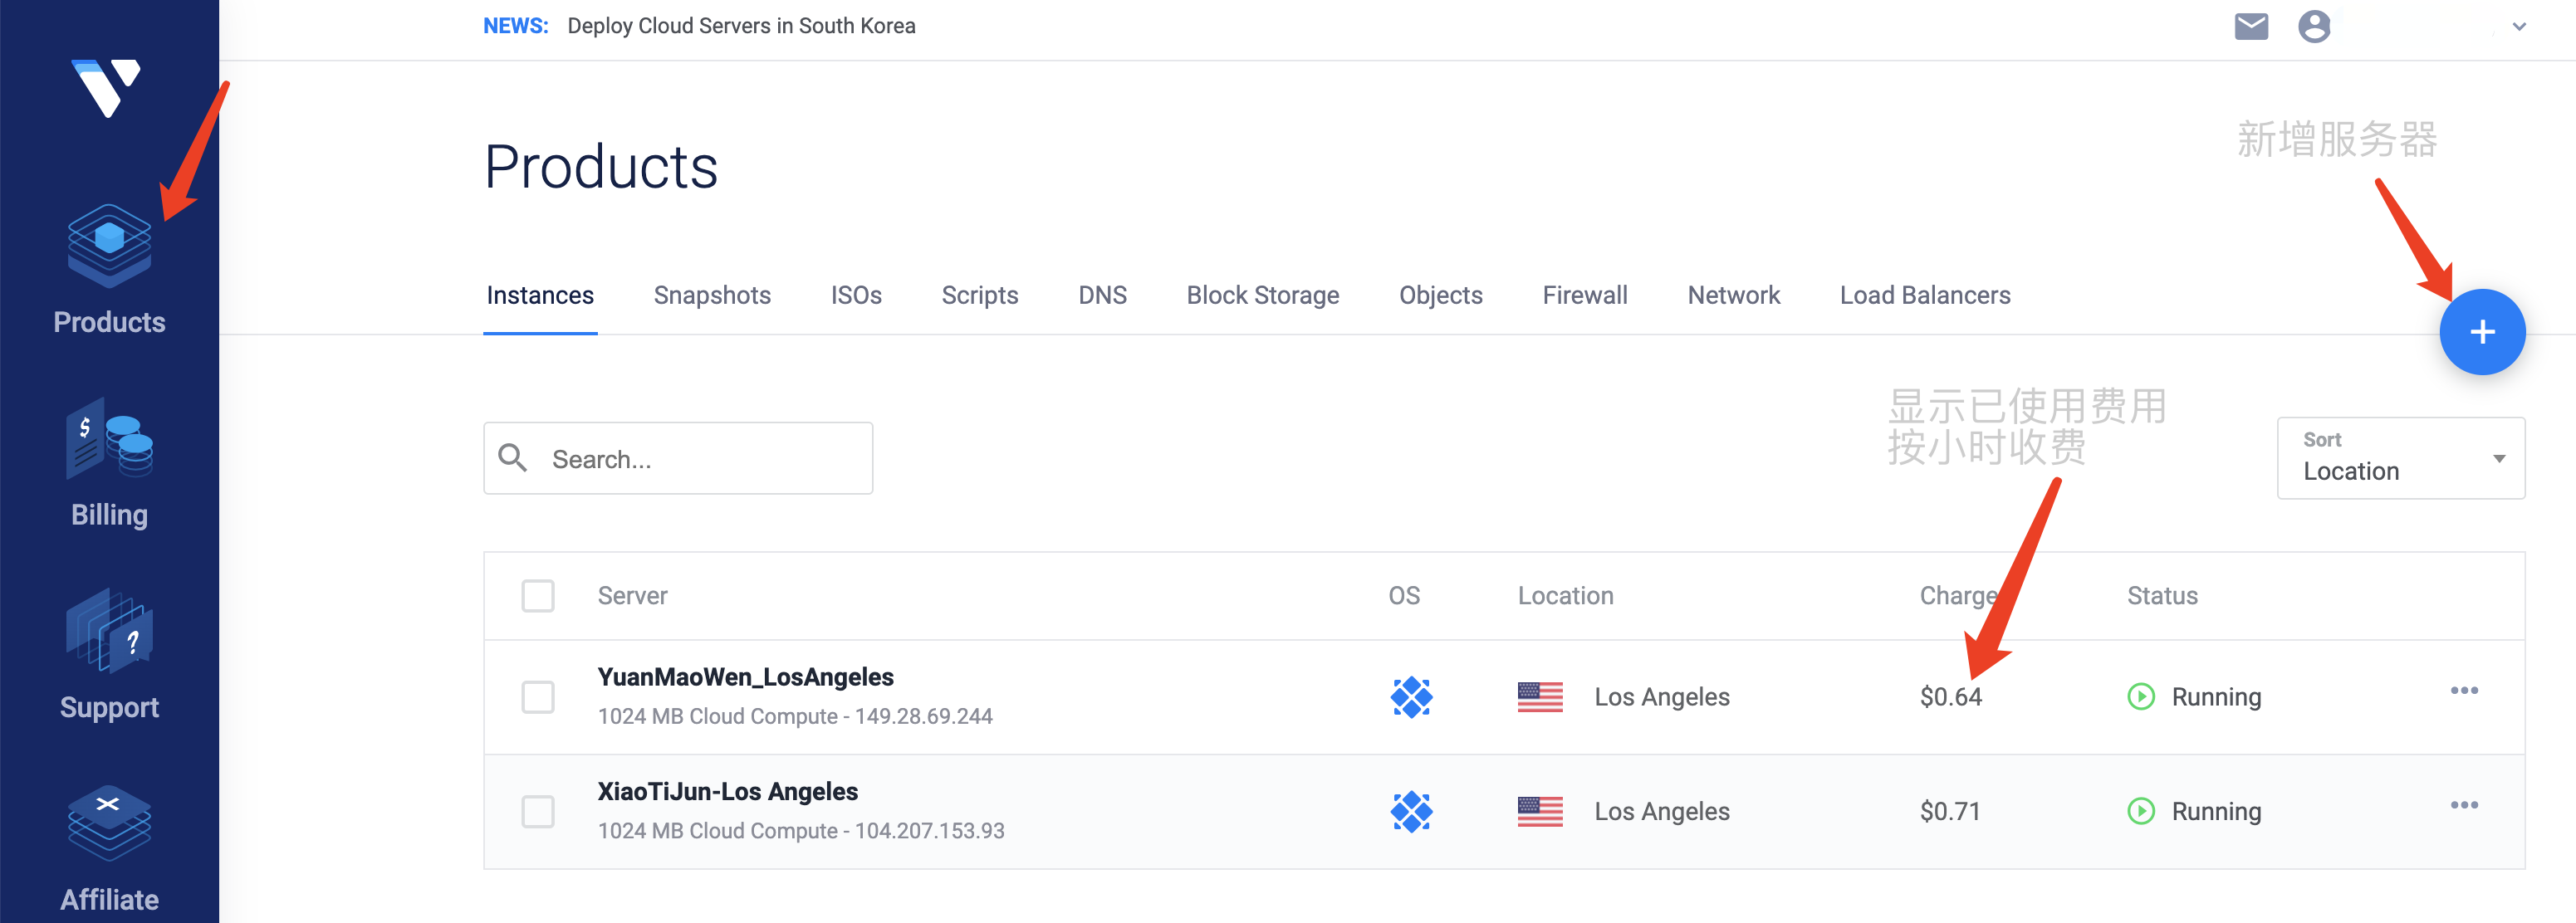 NEWS: Deploy Cloud Servers in South Korea
Products
Billing
Support
Affiliate
Products
新增服务器
Instances Snapshots ISOs Scripts DNS Block Storage Objects Firewall Network Load Balancers
+
Search...
显示已使用费用
按小时收费
Sort
Location
Server OS Location Charge Status
YuanMaoWen_LosAngeles
1024 MB Cloud Compute - 149.28.69.244
Los Angeles $0.64 Running
XiaoTiJun-Los Angeles
1024 MB Cloud Compute - 104.207.153.93
Los Angeles $0.71 Running